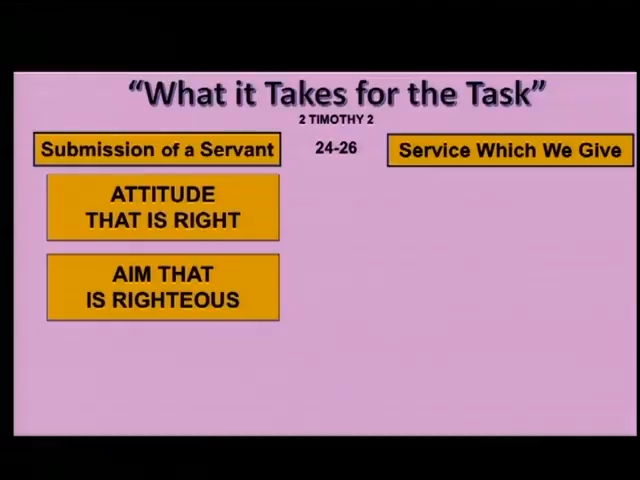 “What it Takes for the Task”
2 TIMOTHY 2
Submission of a Servant
24-26
Service Which We Give
ATTITUDE
THAT IS RIGHT
AIM THAT
IS RIGHTEOUS